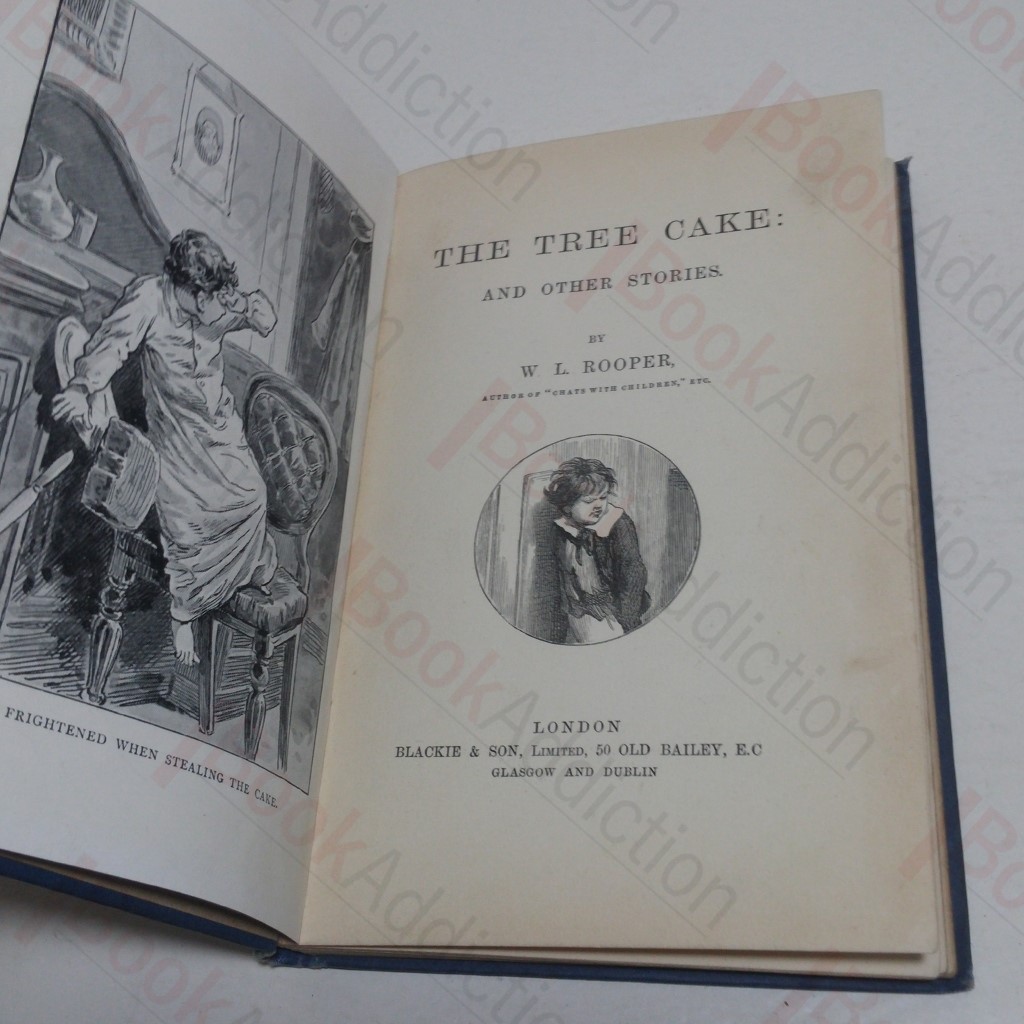 FRIGHTENED WHEN STEALING THE CAKE.
THE TREE CAKE:
AND OTHER STORIES.
BY
W. L. ROOPER,
AUTHOR OF "CHATS WITH CHILDREN," ETC.
LONDON
BLACKIE & SON, LIMITED, 50 OLD BAILEY, E.C
GLASGOW AND DUBLIN
BookAddiction